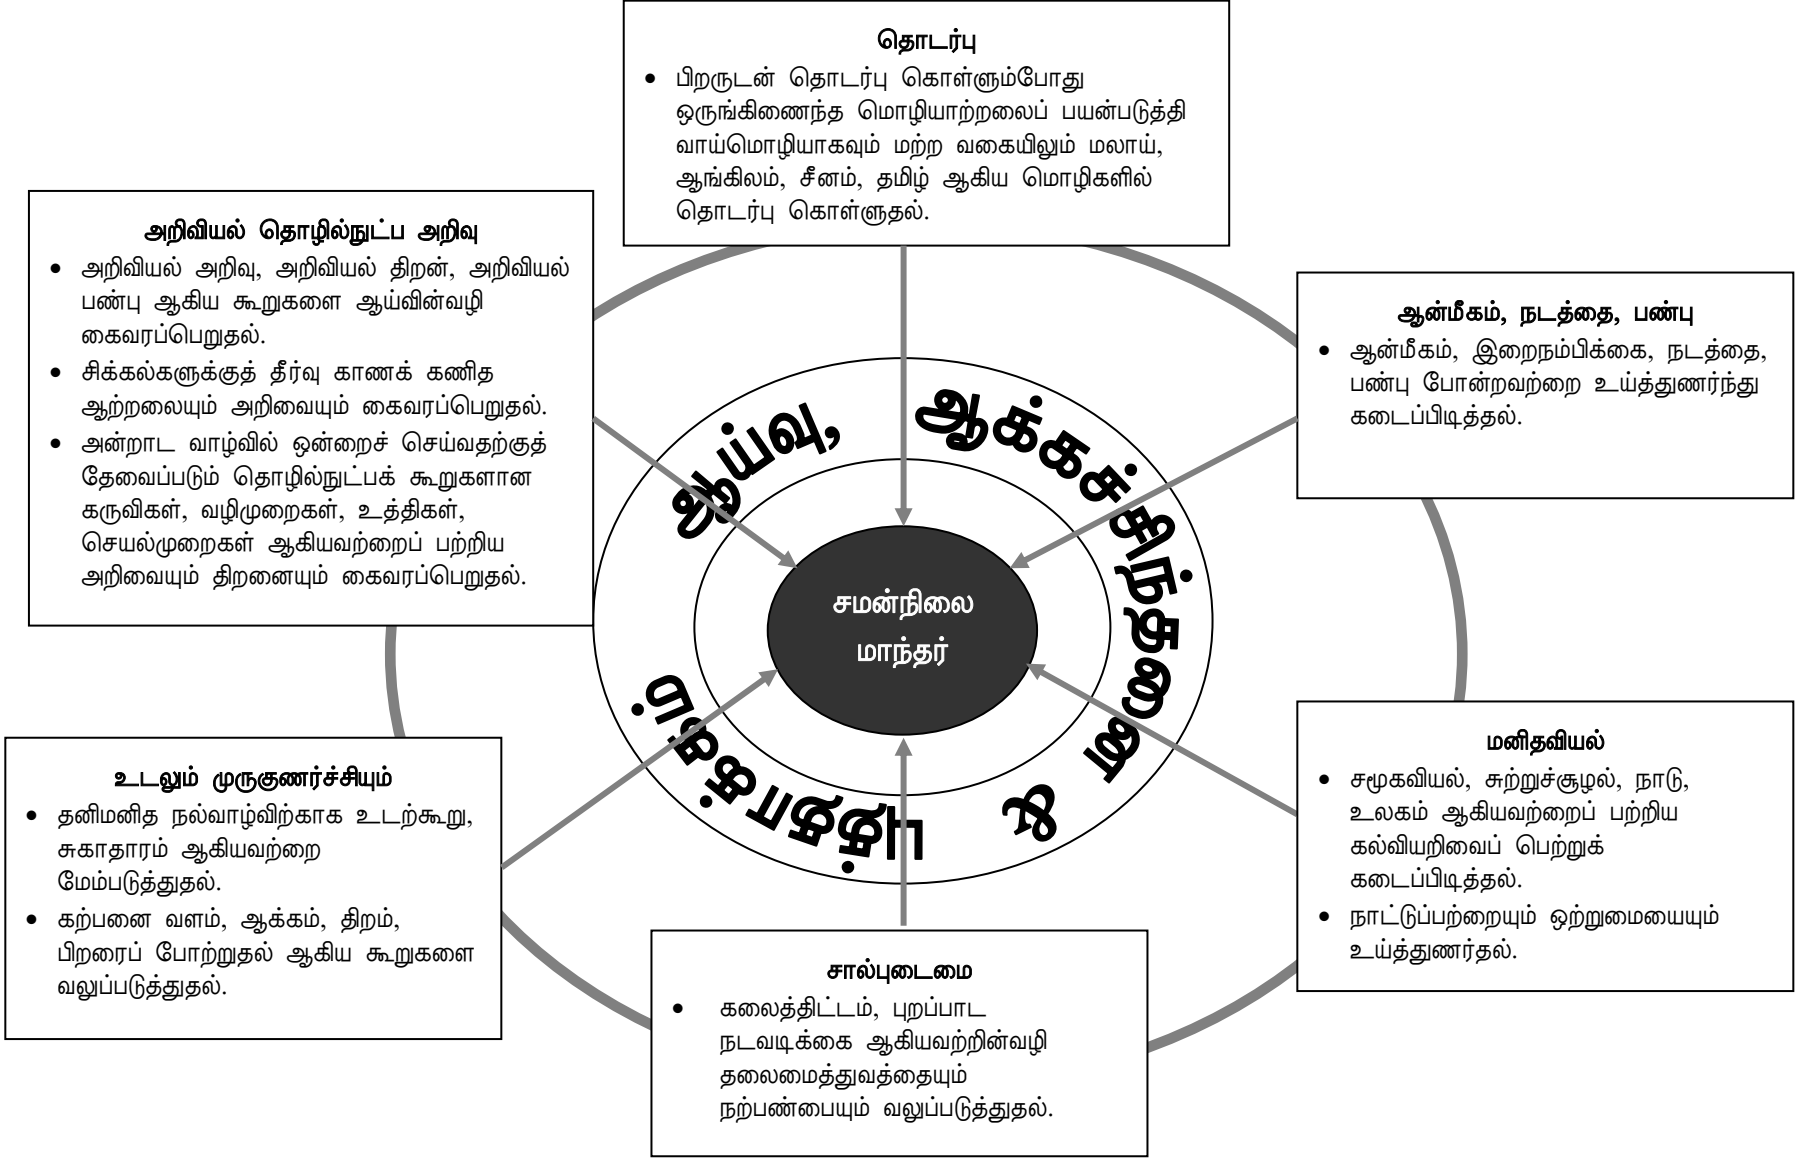 தொடர்பு
• பிறருடன் தொடர்பு கொள்ளும்போது
ஒருங்கிணைந்த மொழியாற்றலைப் பயன்படுத்தி
வாய்மொழியாகவும் மற்ற வகையிலும் மலாய்,
ஆங்கிலம், சீனம், தமிழ் ஆகிய மொழிகளில்
தொடர்பு கொள்ளுதல்.
அறிவியல் தொழில்நுட்ப அறிவு
• அறிவியல் அறிவு, அறிவியல் திறன், அறிவியல்
பண்பு ஆகிய கூறுகளை ஆய்வின்வழி
கைவரப்பெறுதல்.
• சிக்கல்களுக்குத் தீர்வு காணக் கணித
ஆற்றலையும் அறிவையும் கைவரப்பெறுதல்.
• அன்றாட வாழ்வில் ஒன்றைச் செய்வதற்குத்
தேவைப்படும் தொழில்நுட்பக் கூறுகளான
கருவிகள், வழிமுறைகள், உத்திகள்,
செயல்முறைகள் ஆகியவற்றைப் பற்றிய
அறிவையும் திறனையும் கைவரப்பெறுதல்.
ஆன்மீகம், நடத்தை, பண்பு
• ஆன்மீகம், இறைநம்பிக்கை, நடத்தை,
பண்பு போன்றவற்றை உய்த்துணர்ந்து
கடைப்பிடித்தல்.
ஆய்வு, ஆக்கச்சிந்தனை & புத்தாக்கம்
சமன்நிலை
மாந்தர்
உடலும் முருகுணர்ச்சியும்
• தனிமனித நல்வாழ்விற்காக உடற்கூறு,
சுகாதாரம் ஆகியவற்றை
மேம்படுத்துதல்.
• கற்பனை வளம், ஆக்கம், திறம்,
பிறரைப் போற்றுதல் ஆகிய கூறுகளை
வலுப்படுத்துதல்.
மனிதவியல்
• சமூகவியல், சுற்றுச்சூழல், நாடு,
உலகம் ஆகியவற்றைப் பற்றிய
கல்வியறிவைப் பெற்றுக்
கடைப்பிடித்தல்.
• நாட்டுப்பற்றையும் ஒற்றுமையையும்
உய்த்துணர்தல்.
சால்புடைமை
• கலைத்திட்டம், புறப்பாட
நடவடிக்கை ஆகியவற்றின்வழி
தலைமைத்துவத்தையும்
நற்பண்பையும் வலுப்படுத்துதல்.